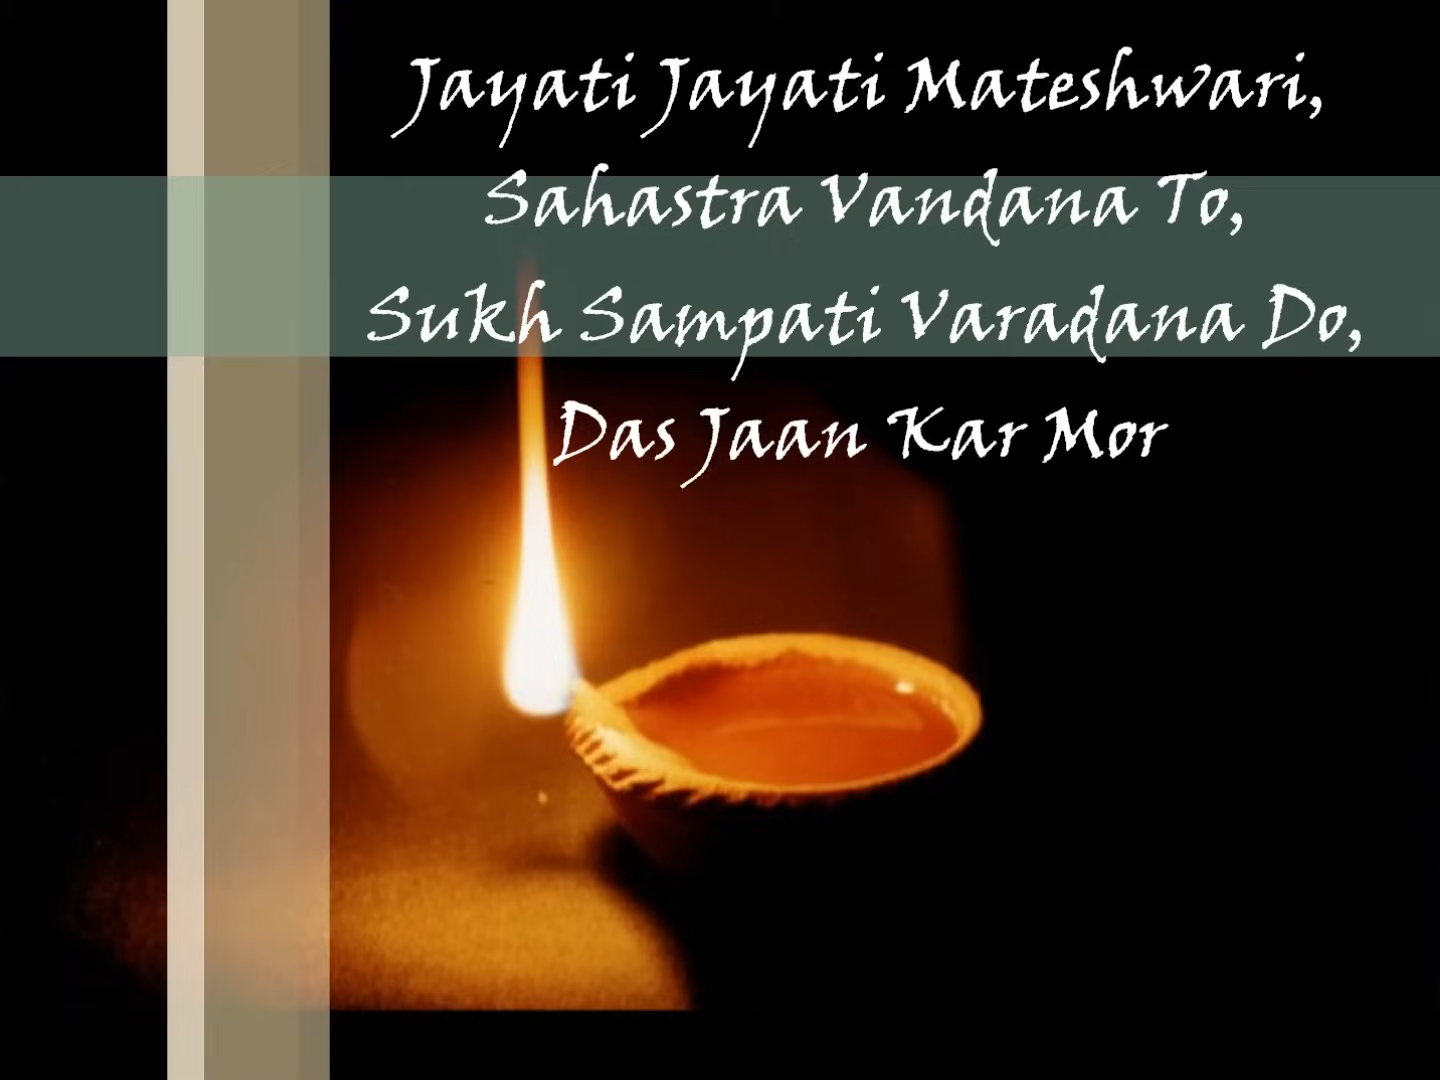 Jayati Jayati Mateshwari,
Sahastra Vandana To,
Sukh Sampati Varadana Do,
Das Jaan Kar Mor